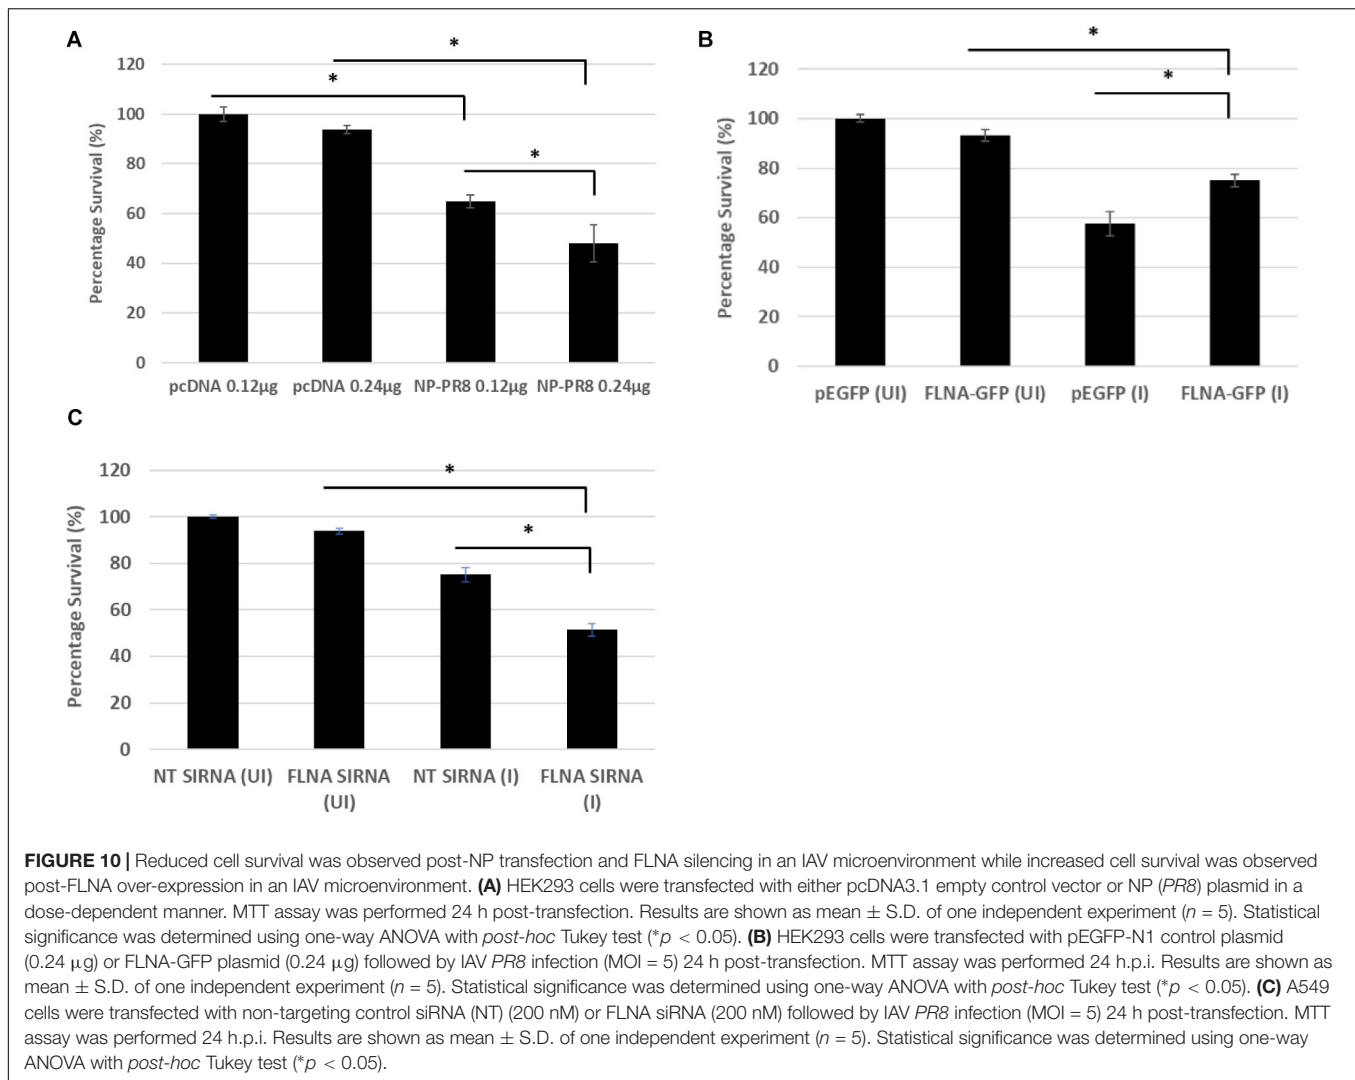 A
*
*
*
120
100
80
60
40
20
0
Percentage Survival (%)
pcDNA 0.12µg pcDNA 0.24µg NP-PR8 0.12µg NP-PR8 0.24µg
B
*
*
120
100
80
60
40
20
0
Percentage Survival (%)
pEGFP (UI) FLNA-GFP (UI) pEGFP (I) FLNA-GFP (I)
C
*
*
120
100
80
60
40
20
0
Percentage Survival (%)
NT SIRNA (UI) FLNA SIRNA NT SIRNA (I) FLNA SIRNA
(UI) (I)
FIGURE 10 | Reduced cell survival was observed post-NP transfection and FLNA silencing in an IAV microenvironment while increased cell survival was observed
post-FLNA over-expression in an IAV microenvironment. (A) HEK293 cells were transfected with either pcDNA3.1 empty control vector or NP (PR8) plasmid in a
dose-dependent manner. MTT assay was performed 24 h post-transfection. Results are shown as mean ± S.D. of one independent experiment (n = 5). Statistical
significance was determined using one-way ANOVA with post-hoc Tukey test (*p < 0.05). (B) HEK293 cells were transfected with pEGFP-N1 control plasmid
(0.24 µg) or FLNA-GFP plasmid (0.24 µg) followed by IAV PR8 infection (MOI = 5) 24 h post-transfection. MTT assay was performed 24 h.p.i. Results are shown as
mean ± S.D. of one independent experiment (n = 5). Statistical significance was determined using one-way ANOVA with post-hoc Tukey test (*p < 0.05). (C) A549
cells were transfected with non-targeting control siRNA (NT) (200 nM) or FLNA siRNA (200 nM) followed by IAV PR8 infection (MOI = 5) 24 h post-transfection. MTT
assay was performed 24 h.p.i. Results are shown as mean ± S.D. of one independent experiment (n = 5). Statistical significance was determined using one-way
ANOVA with post-hoc Tukey test (*p < 0.05).